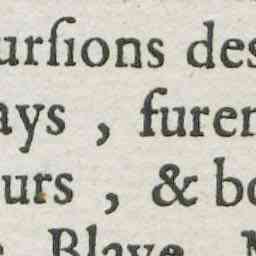 urſions des
ays , furen
urs , & bo
Blaye